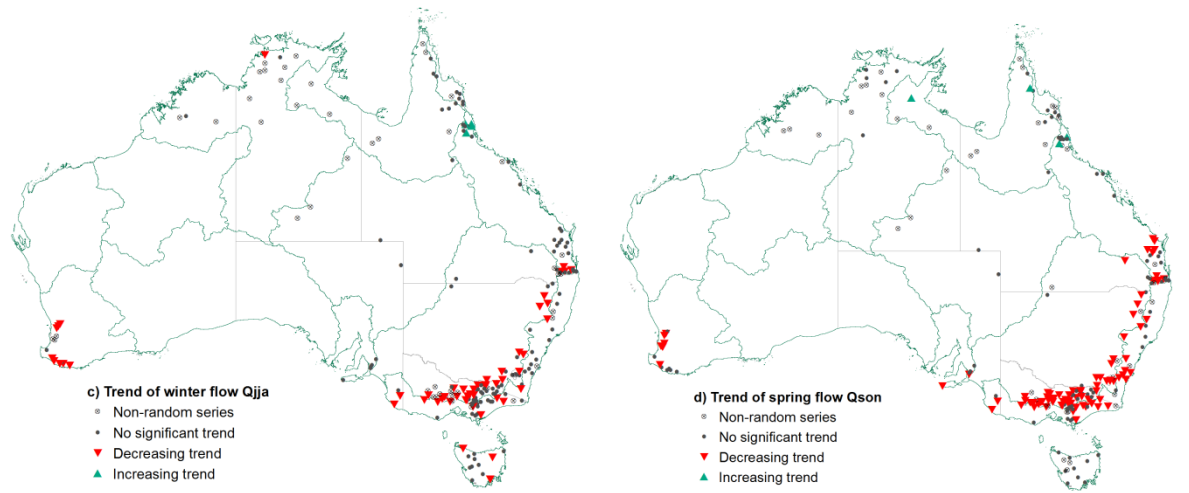 c) Trend of winter flow Qjja
Non-random series
No significant trend
Decreasing trend
Increasing trend
d) Trend of spring flow Qson
Non-random series
No significant trend
Decreasing trend
Increasing trend